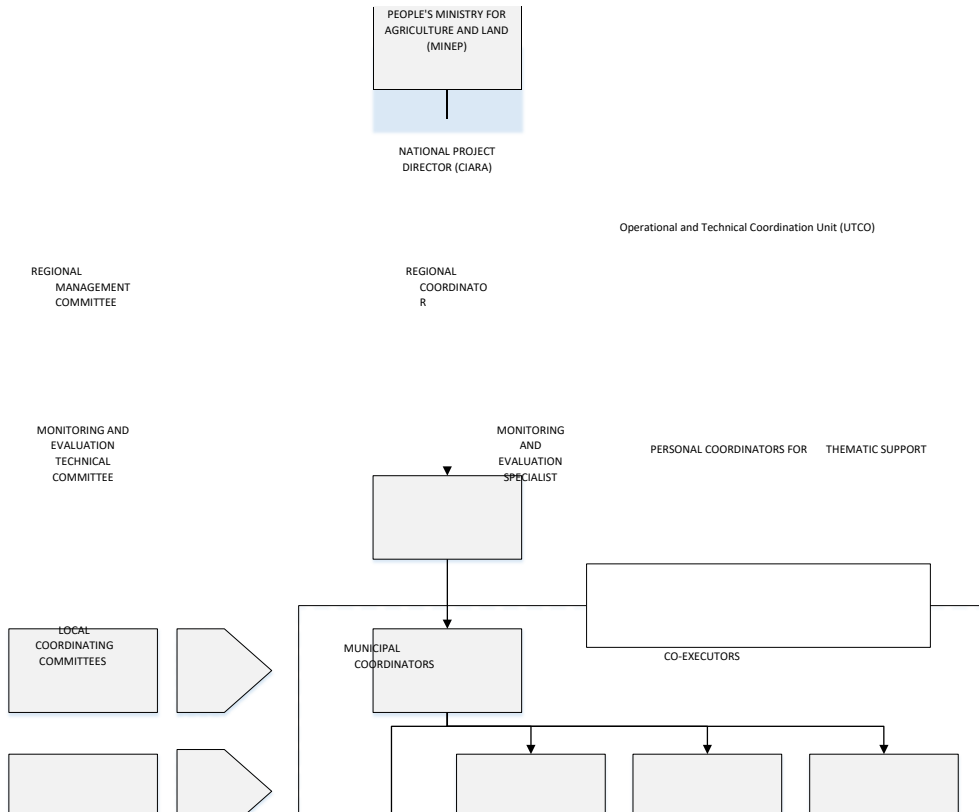 PEOPLE'S MINISTRY FOR
AGRICULTURE AND LAND
(MINEP)
NATIONAL PROJECT
DIRECTOR (CIARA)
Operational and Technical Coordination Unit (UTCO)
REGIONAL
MANAGEMENT
COMMITTEE
REGIONAL
COORDINATO
R
MONITORING AND
EVALUATION
TECHNICAL
COMMITTEE
MONITORING
AND
EVALUATION
SPECIALIST
PERSONAL COORDINATORS FOR THEMATIC SUPPORT
LOCAL
COORDINATING
COMMITTEES
MUNICIPAL
COORDINATORS
CO-EXECUTORS